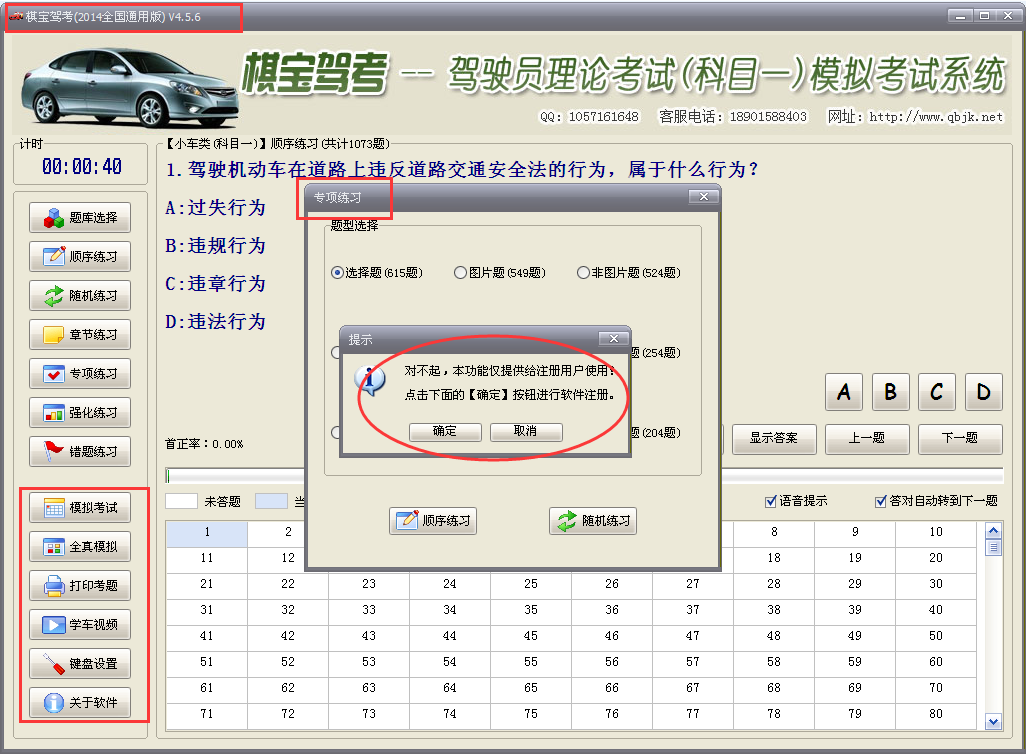 棋宝驾考(2014全国通用版) V4.5.6
棋宝驾考 -- 驾驶员理论考试(科目一)模拟考试系统
QQ: 1057161648 客服电话: 18901588403 网址: http://www.qbjk.net
计时
00:00:40
题库选择
顺序练习
随机练习
章节练习
专项练习
强化练习
错题练习
模拟考试
全真模拟
打印考题
学车视频
键盘设置
关于软件
【小车类(科目一)】顺序练习(共计1073题)
1.驾驶机动车在道路上违反道路交通安全法的行为，属于什么行为？
A:过失行为
B:违规行为
C:违章行为
D:违法行为
专项练习
题型选择
选择题(615题) 图片题(549题) 非图片题(524题)
题(254题)
题(204题)
提示
对不起，本功能仅提供给注册用户使用！
点击下面的【确定】按钮进行软件注册。
确定 取消
顺序练习 随机练习
A B C D
首正率：0.00%
显示答案 上一题 下一题
未答题 当
语音提示 答对自动转到下一题
1 2 8 9 10
11 12 18 19 20
21 22 23 24 25 26 27 28 29 30
31 32 33 34 35 36 37 38 39 40
41 42 43 44 45 46 47 48 49 50
51 52 53 54 55 56 57 58 59 60
61 62 63 64 65 66 67 68 69 70
71 72 73 74 75 76 77 78 79 80